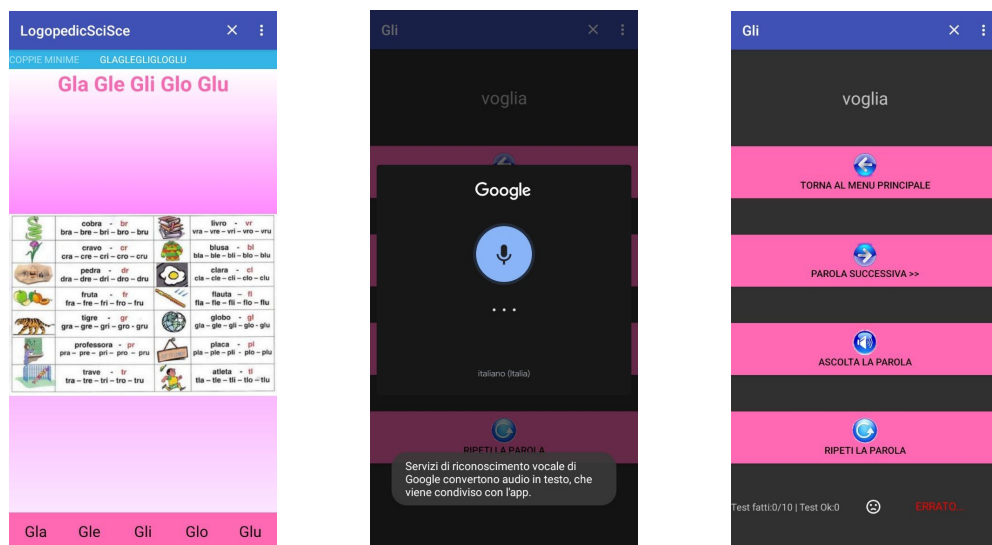 LogopedicSciSce
COPPIE MINIME GLAGLEGLIGLOGLU
Gla Gle Gli Glo Glu
cobra - br
bra – bre – bri – bro – bru
livro - vr
vra – vre – vri – vro – vru
cravo - cr
cra – cre – cri – cro – cru
blusa - bl
bla – ble – bli – blo – blu
pedra - dr
dra – dre – dri – dro – dru
clara - cl
cla – cle – cli – clo – clu
fruta - fr
fra – fre – fri – fro – fru
flauta - fl
fla – fle – fli – flo – flu
tigre - gr
gra – gre – gri – gro - gru
globo - gl
gla – gle – gli – glo - glu
professora - pr
pra – pre – pri – pro – pru
placa - pl
pla – ple – pli - plo – plu
trave - tr
tra – tre – tri – tro – tru
atleta - tl
tla – tle – tli – tlo – tlu
Gla Gle Gli Glo Glu
Gli
voglia
Google
italiano (Italia)
RIPETI LA PAROLA
Servizi di riconoscimento vocale di
Google convertono audio in testo, che
viene condiviso con l'app.
Gli
voglia
TORNA AL MENU PRINCIPALE
PAROLA SUCCESSIVA >>
ASCOLTA LA PAROLA
RIPETI LA PAROLA
Test fatti:0/10 | Test Ok:0 ERRATO...